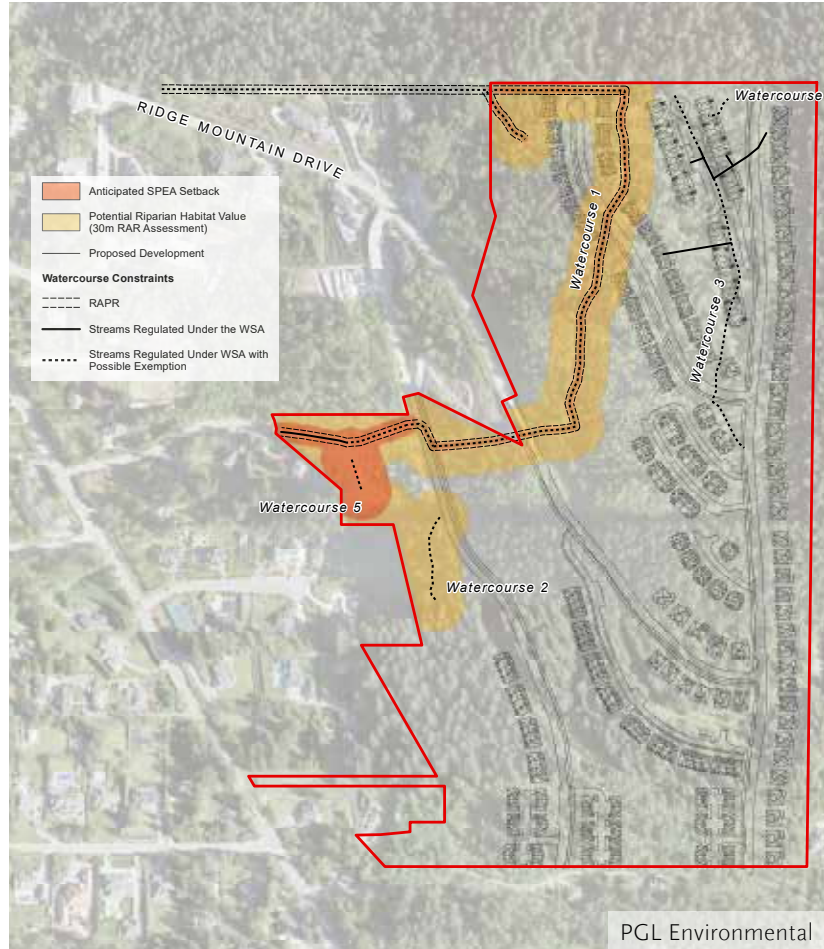 RIDGE MOUNTAIN DRIVE
Watercourse
Anticipated SPEA Setback
Potential Riparian Habitat Value
(30m RAR Assessment)
Proposed Development
Watercourse Constraints
RAPR
Streams Regulated Under the WSA
Streams Regulated Under WSA with
Possible Exemption
Watercourse 1
Watercourse 3
Watercourse 5
Watercourse 2
PGL Environmental